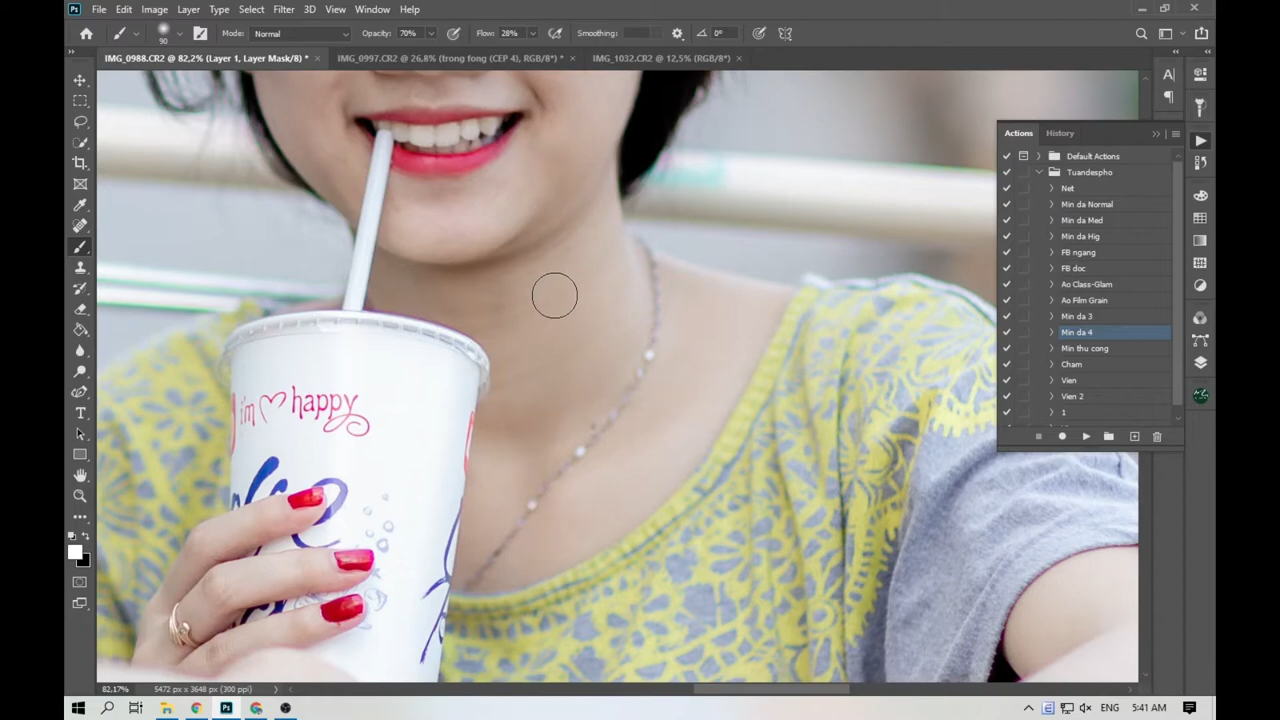 File Edit Image Layer Type Select Filter 3D View Window Help
90 Mode: Normal Opacity: 70% Flow: 28% Smoothing: 0°
IMG_0988.CR2 @ 82,2% (Layer 1, Layer Mask/8) * × IMG_0997.CR2 @ 26,8% (trong fong (CEP 4), RGB/8*) * × IMG_1032.CR2 @ 12,5% (RGB/8*) ×
Actions History
Default Actions
Tuandespho
Net
Min da Normal
Min da Med
Min da Hig
FB ngang
FB doc
Ao Class-Glam
Ao Film Grain
Min da 3
Min da 4
Min thu cong
Cham
Vien
Vien 2
1
i'm happy
82,17% 5472 px x 3648 px (300 ppi)
ENG 5:41 AM